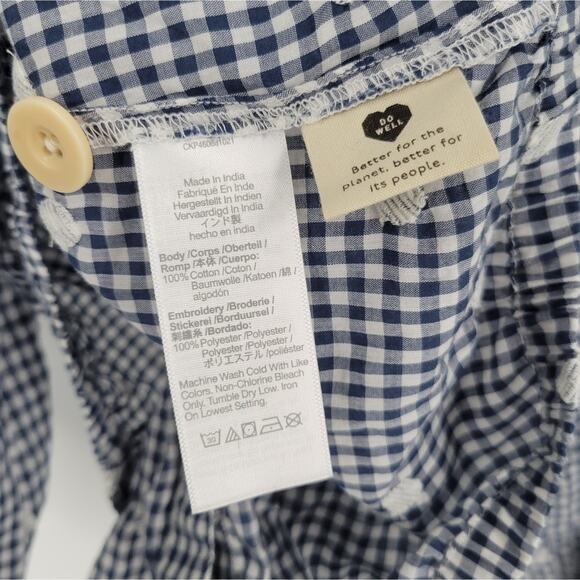 CKP4606r1021
Made In India
Fabriqué En Inde
Hergestellt In Indien
Vervaardigd In India
インド製
hecho en india
Body /Corps /Oberteil /
Romp /本体 /Cuerpo:
100% Cotton /Coton /
Baumwolle /Katoen /綿 /
algodón
Embroidery /Broderie /
Stickerei /Borduursel /
刺繍糸 /Bordado:
100% Polyester /Polyester /
Polyester /Polyester /
ポリエステル /poliéster
Machine Wash Cold With Like
Colors, Non-Chlorine Bleach
Only, Tumble Dry Low. Iron
On Lowest Setting.
30
DO
WELL
Better for the
planet, better for
its people.